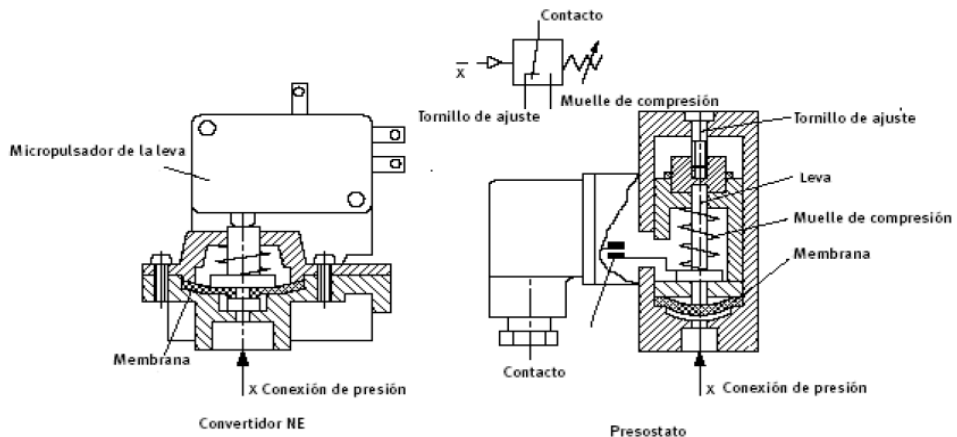 Contacto
x
Tornillo de ajuste
Muelle de compresión
Tornillo de ajuste
Micropulsador de la leva
Leva
Muelle de compresión
Membrana
Membrana
Contacto
X Conexión de presión
X Conexión de presión
Convertidor NE
Presostato